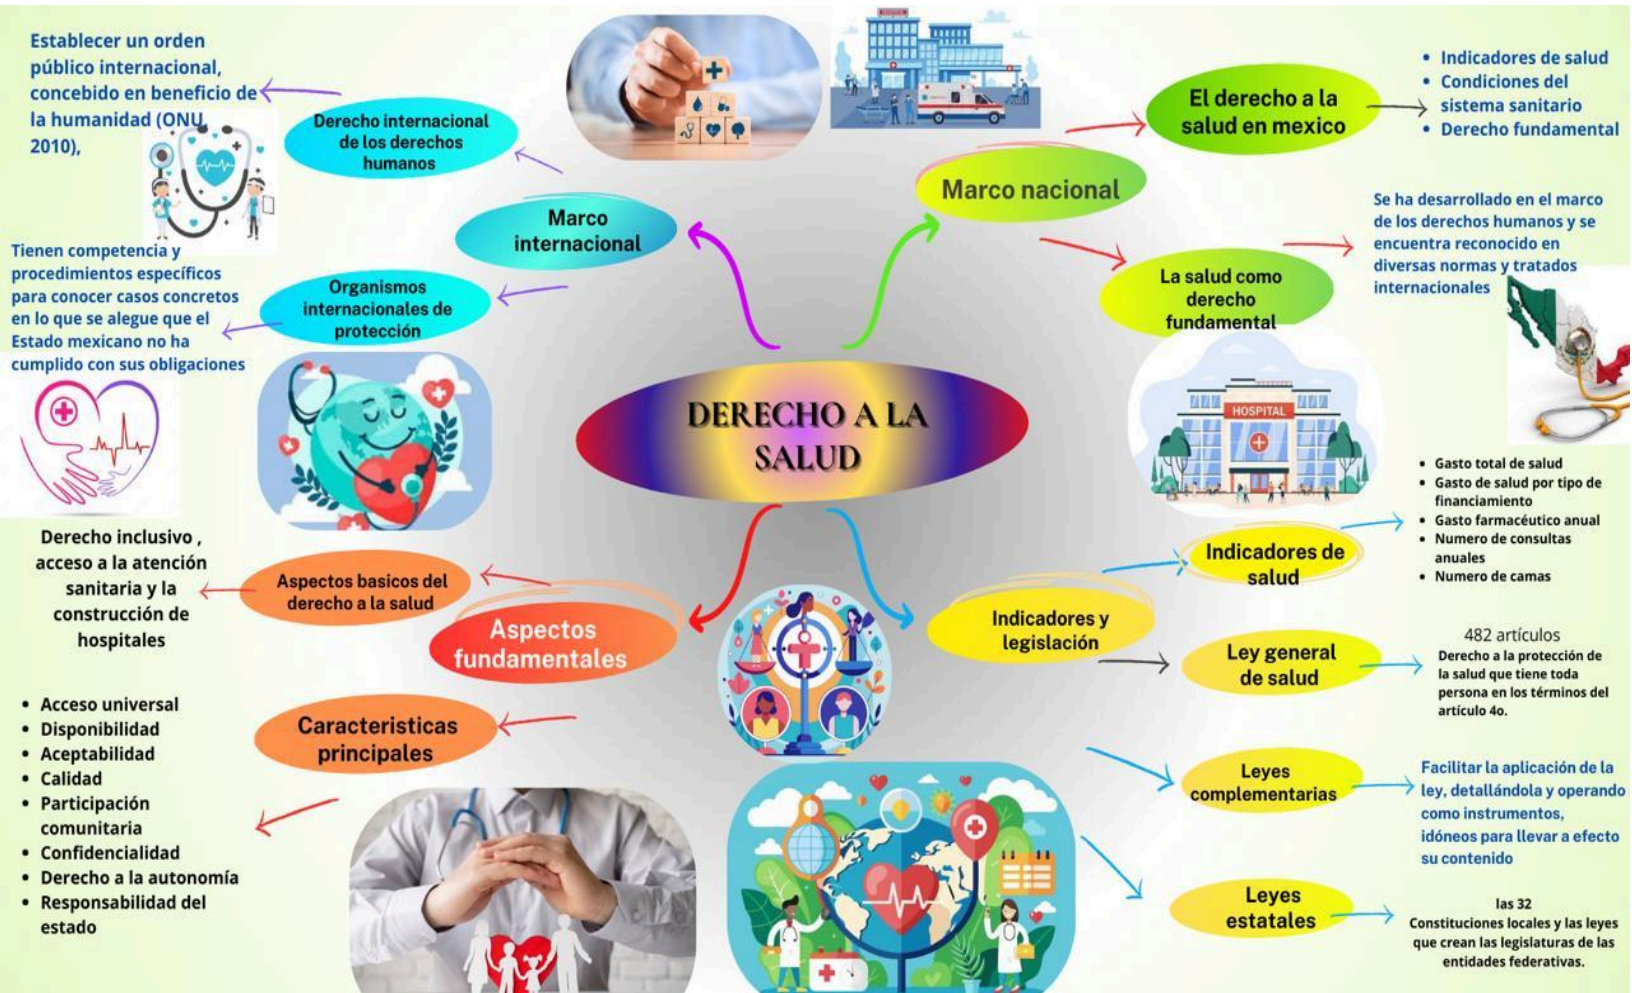 Establecer un orden
público internacional,
concebido en beneficio de
la humanidad (ONU,
2010),
Derecho internacional
de los derechos
humanos
Marco
internacional
Tienen competencia y
procedimientos específicos
para conocer casos concretos
en lo que se alegue que el
Estado mexicano no ha
cumplido con sus obligaciones
Organismos
internacionales de
protección
El derecho a la
salud en mexico
• Indicadores de salud
• Condiciones del
• sistema sanitario
• Derecho fundamental
Marco nacional
La salud como
derecho
fundamental
Se ha desarrollado en el marco
de los derechos humanos y se
encuentra reconocido en
diversas normas y tratados
internacionales
HOSPITAL
DERECHO A LA
SALUD
Derecho inclusivo ,
acceso a la atención
sanitaria y la
construcción de
hospitales
Aspectos basicos del
derecho a la salud
Aspectos
fundamentales
• Acceso universal
• Disponibilidad
• Aceptabilidad
• Calidad
• Participación
comunitaria
• Confidencialidad
• Derecho a la autonomía
• Responsabilidad del
estado
Caracteristicas
principales
Indicadores y
legislación
Indicadores de
salud
• Gasto total de salud
• Gasto de salud por tipo de
financiamiento
• Gasto farmacéutico anual
• Numero de consultas
anuales
• Numero de camas
Ley general
de salud
482 artículos
Derecho a la protección de
la salud que tiene toda
persona en los términos del
artículo 4o.
Leyes
complementarias
Facilitar la aplicación de la
ley, detallándola y operando
como instrumentos,
idóneos para llevar a efecto
su contenido
Leyes
estatales
las 32
Constituciones locales y las leyes
que crean las legislaturas de las
entidades federativas.